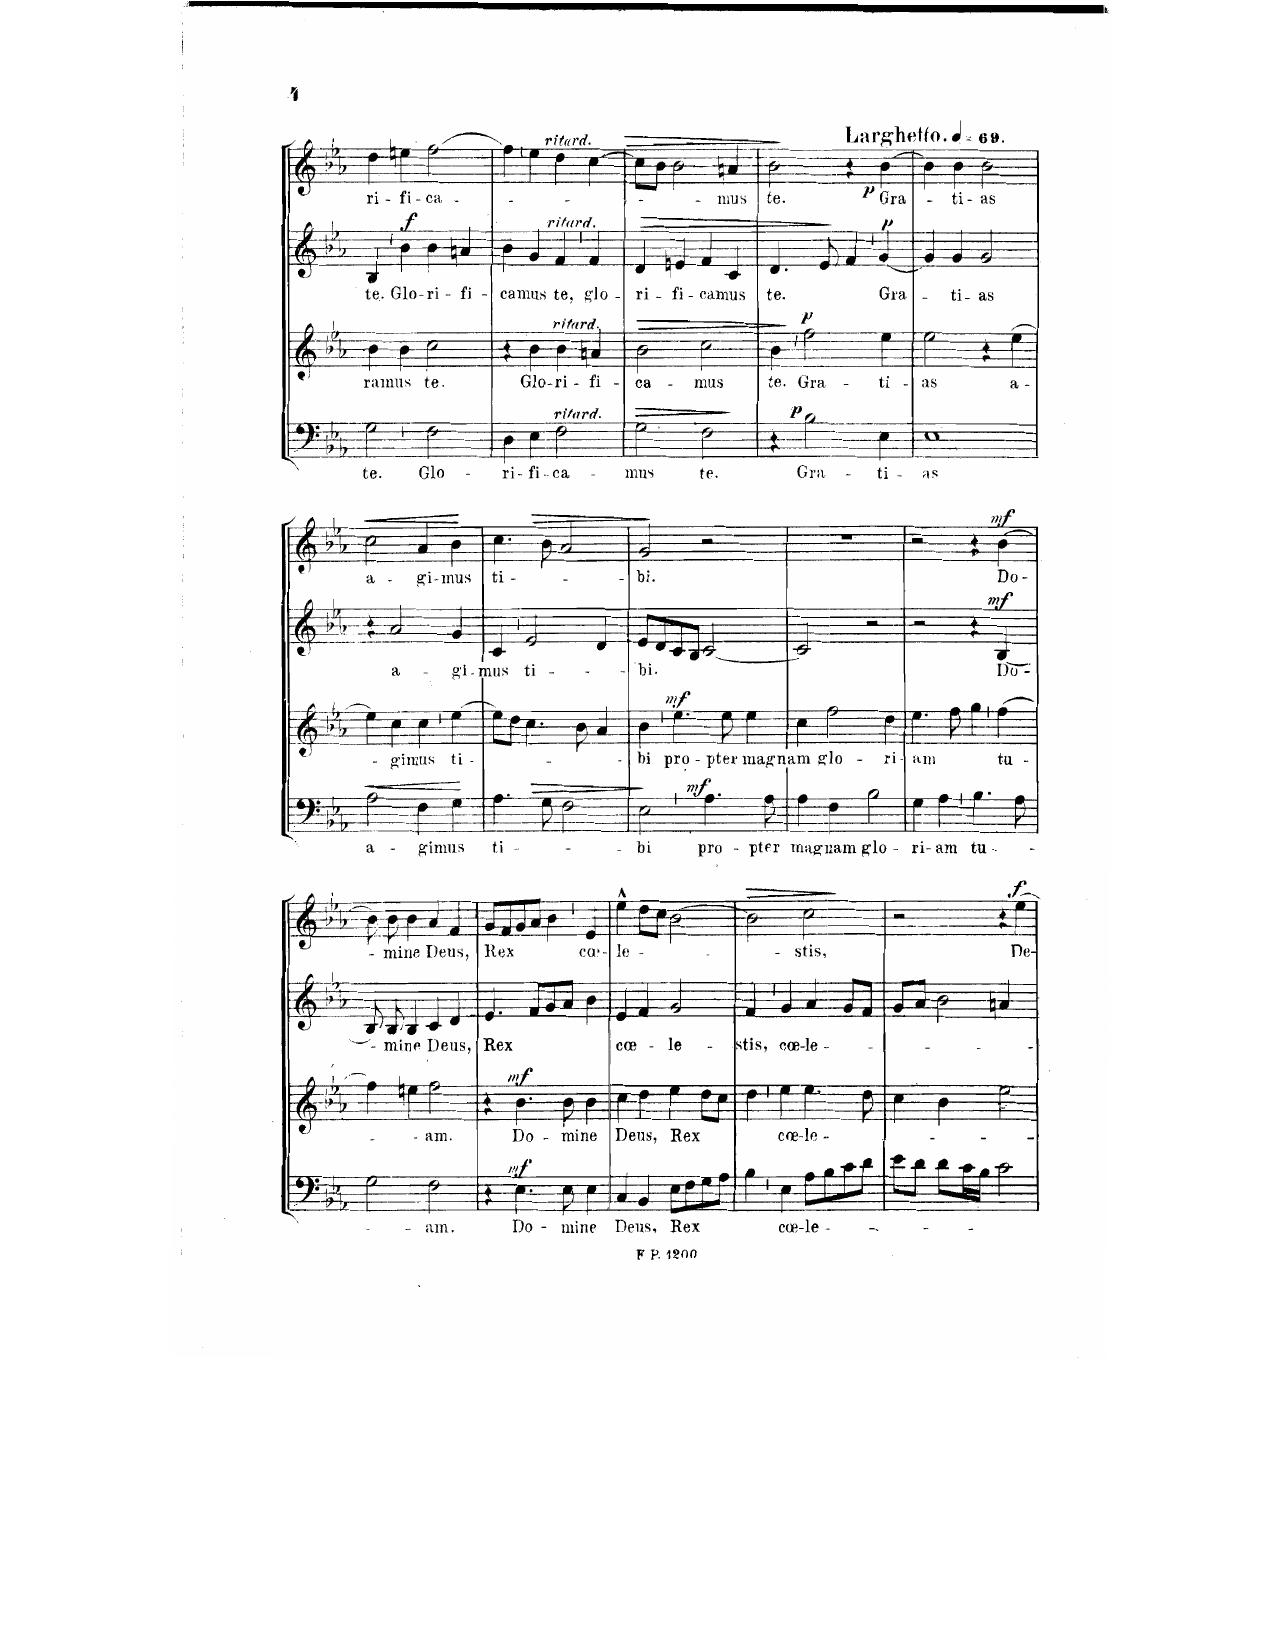 4
Larghetto. ♩= 69.
ritard.
ri - fi - ca - - - - - - mus te. p Gra - ti - as
f ritard. p
te. Glo - ri - fi - camus te, glo - ri - fi - camus te. Gra - ti - as
ritard. p
ramus te. Glo - ri - fi - ca - mus te. Gra - ti - as a -
ritard. p
te. Glo - ri - fi - ca - mus te. Gra - ti - as
mf
a - gi - mus ti - - - bi. Do -
mf
a - gi - mus ti - - - bi. Do -
mf
- gimus ti - - - bi pro - pter magnam glo - ri - am tu -
mf
a - gimus ti - - - bi pro - pter magnam glo - ri - am tu - -
f
- mine Deus, Rex cœ - le - - - - stis, De -
- mine Deus, Rex cœ - le - stis, cœ - le - - - - -
mf
- - am. Do - mine Deus, Rex cœ - le - - - - -
mf
- - am. Do - mine Deus, Rex cœ - le - - - -
F. P. 1200